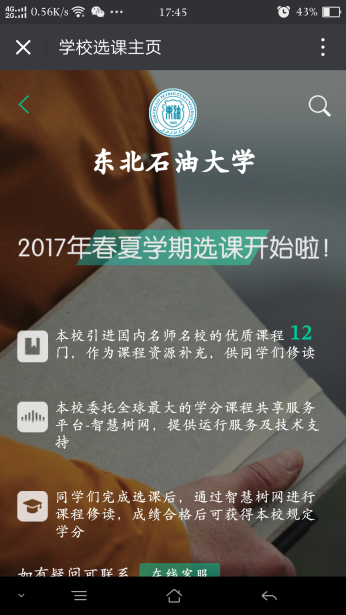 4G 2G 0.56K/s 17:45 43%
学校选课主页
东北石油大学
2017年春夏学期选课开始啦!
本校引进国内名师名校的优质课程 12
门,作为课程资源补充,供同学们修读
本校委托全球最大的学分课程共享服务
平台-智慧树网,提供运行服务及技术支
持
同学们完成选课后,通过智慧树网进行
课程修读,成绩合格后可获得本校规定
学分
如有疑问可联系 在线客服